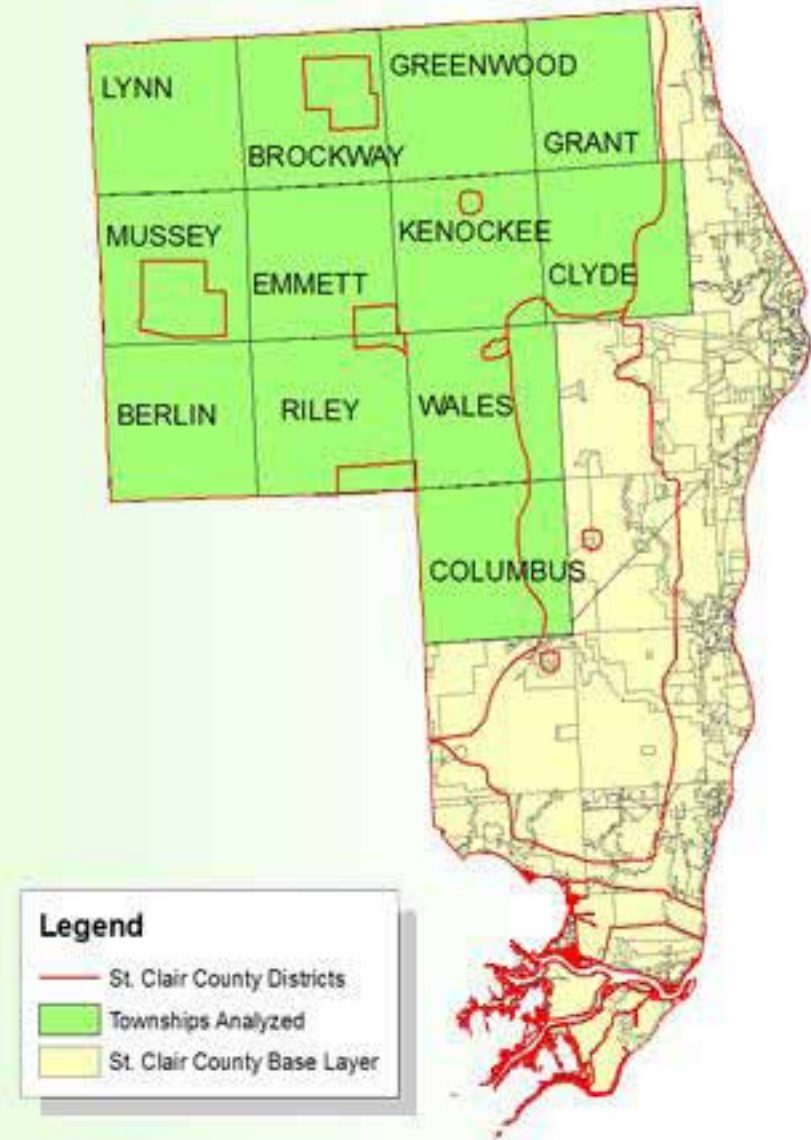 LYNN
GREENWOOD
BROCKWAY
GRANT
MUSSEY
KENOCKEE
EMMETT
CLYDE
BERLIN
RILEY
WALES
COLUMBUS
Legend
St. Clair County Districts
Townships Analyzed
St. Clair County Base Layer